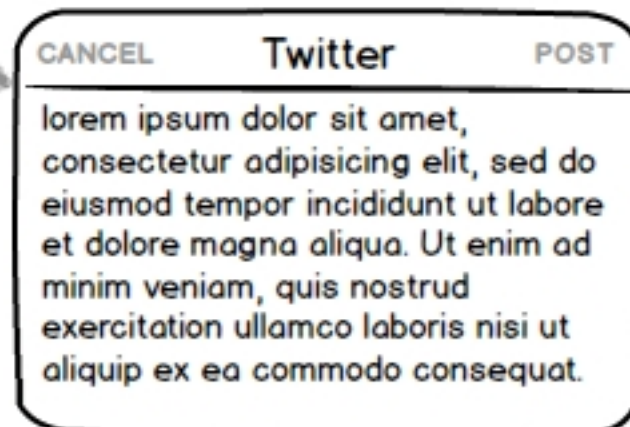 CANCEL Twitter POST
lorem ipsum dolor sit amet,
consectetur adipisicing elit, sed do
eiusmod tempor incididunt ut labore
et dolore magna aliqua. Ut enim ad
minim veniam, quis nostrud
exercitation ullamco laboris nisi ut
aliquip ex ea commodo consequat.